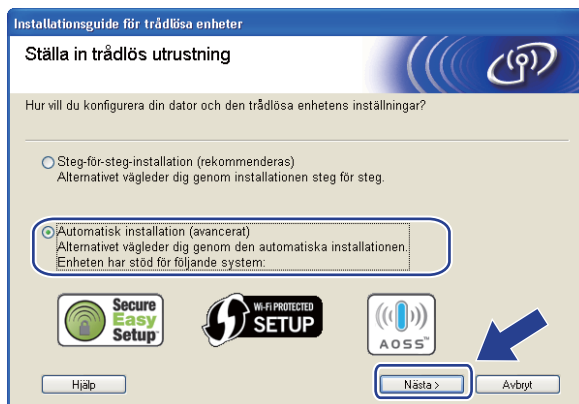 Installationsguide för trådlösa enheter
Ställa in trådlös utrustning
Hur vill du konfigurera din dator och den trådlösa enhetens inställningar?
Steg-för-steg-installation (rekommenderas)
Alternativet vägleder dig genom installationen steg för steg.
Automatisk installation (avancerat)
Alternativet vägleder dig genom den automatiska installationen.
Enheten har stöd för följande system:
Secure
Easy
Setup™
Wi-Fi PROTECTED
SETUP
AOSS™
Hjälp
Nästa >
Avbryt